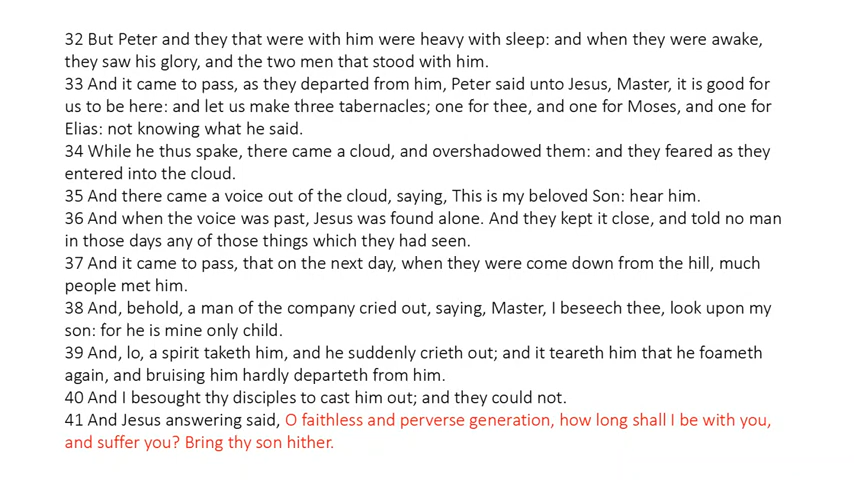 32 But Peter and they that were with him were heavy with sleep: and when they were awake,
they saw his glory, and the two men that stood with him.
33 And it came to pass, as they departed from him, Peter said unto Jesus, Master, it is good for
us to be here: and let us make three tabernacles; one for thee, and one for Moses, and one for
Elias: not knowing what he said.
34 While he thus spake, there came a cloud, and overshadowed them: and they feared as they
entered into the cloud.
35 And there came a voice out of the cloud, saying, This is my beloved Son: hear him.
36 And when the voice was past, Jesus was found alone. And they kept it close, and told no man
in those days any of those things which they had seen.
37 And it came to pass, that on the next day, when they were come down from the hill, much
people met him.
38 And, behold, a man of the company cried out, saying, Master, I beseech thee, look upon my
son: for he is mine only child.
39 And, lo, a spirit taketh him, and he suddenly crieth out; and it teareth him that he foameth
again, and bruising him hardly departeth from him.
40 And I besought thy disciples to cast him out; and they could not.
41 And Jesus answering said, O faithless and perverse generation, how long shall I be with you,
and suffer you? Bring thy son hither.